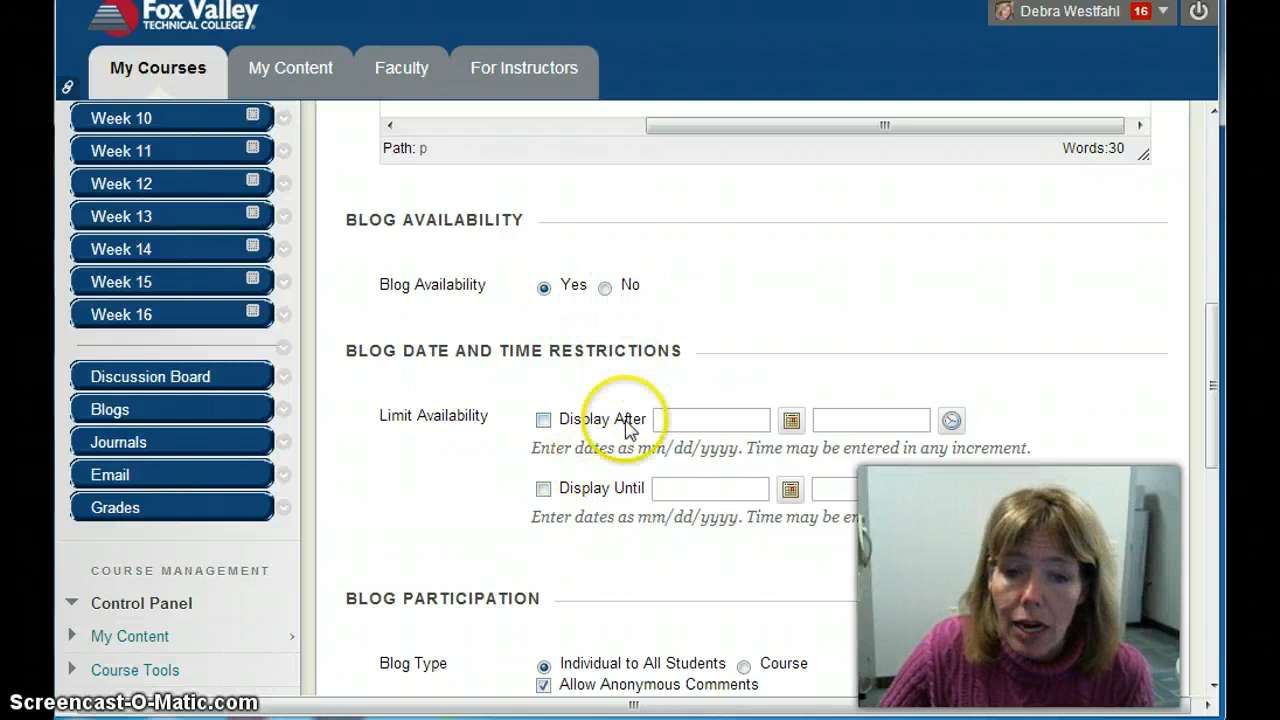 Fox Valley
TECHNICAL COLLEGE
Debra Westfahl 16
My Courses My Content Faculty For Instructors
Week 10
Week 11
Week 12
Week 13
Week 14
Week 15
Week 16
Discussion Board
Blogs
Journals
Email
Grades
COURSE MANAGEMENT
Control Panel
My Content
Course Tools
Path: p Words:30
BLOG AVAILABILITY
Blog Availability Yes No
BLOG DATE AND TIME RESTRICTIONS
Limit Availability Display After
Enter dates as mm/dd/yyyy. Time may be entered in any increment.
Display Until
Enter dates as mm/dd/yyyy. Time may be
BLOG PARTICIPATION
Blog Type Individual to All Students Course
Allow Anonymous Comments
Screencast-O-Matic.com